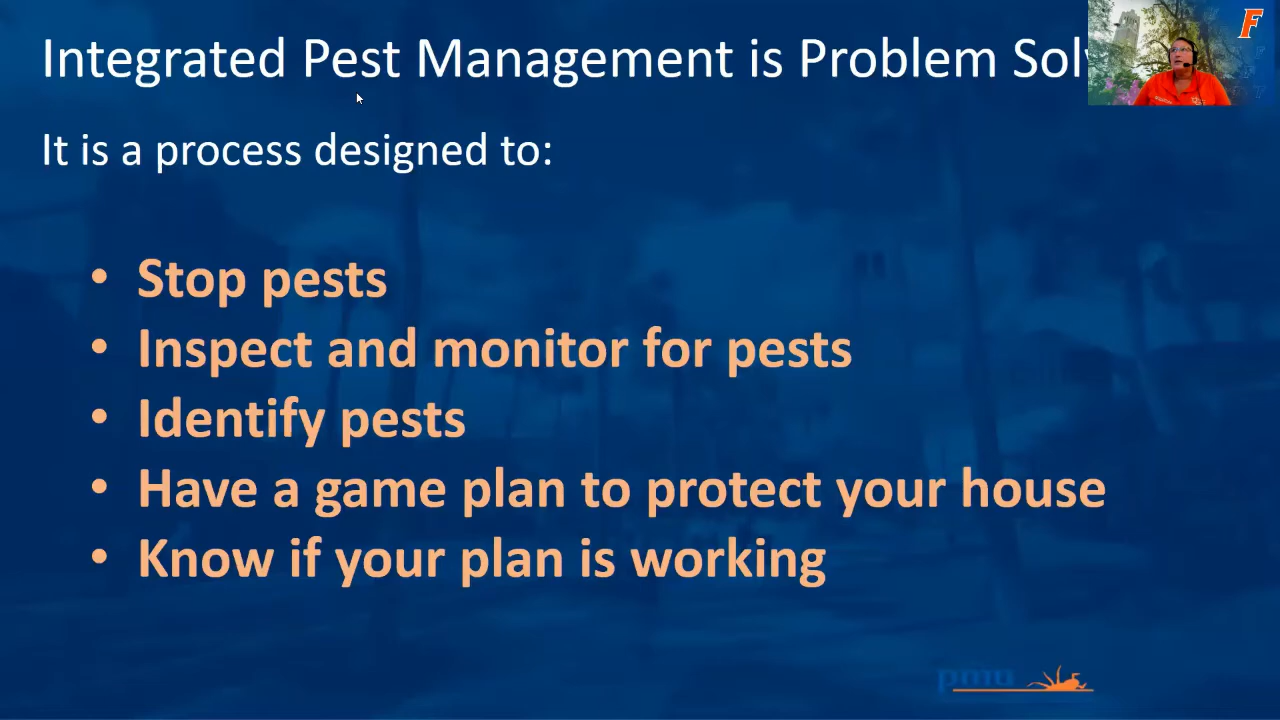 Integrated Pest Management is Problem Sol
F
It is a process designed to:
• Stop pests
• Inspect and monitor for pests
• Identify pests
• Have a game plan to protect your house
• Know if your plan is working